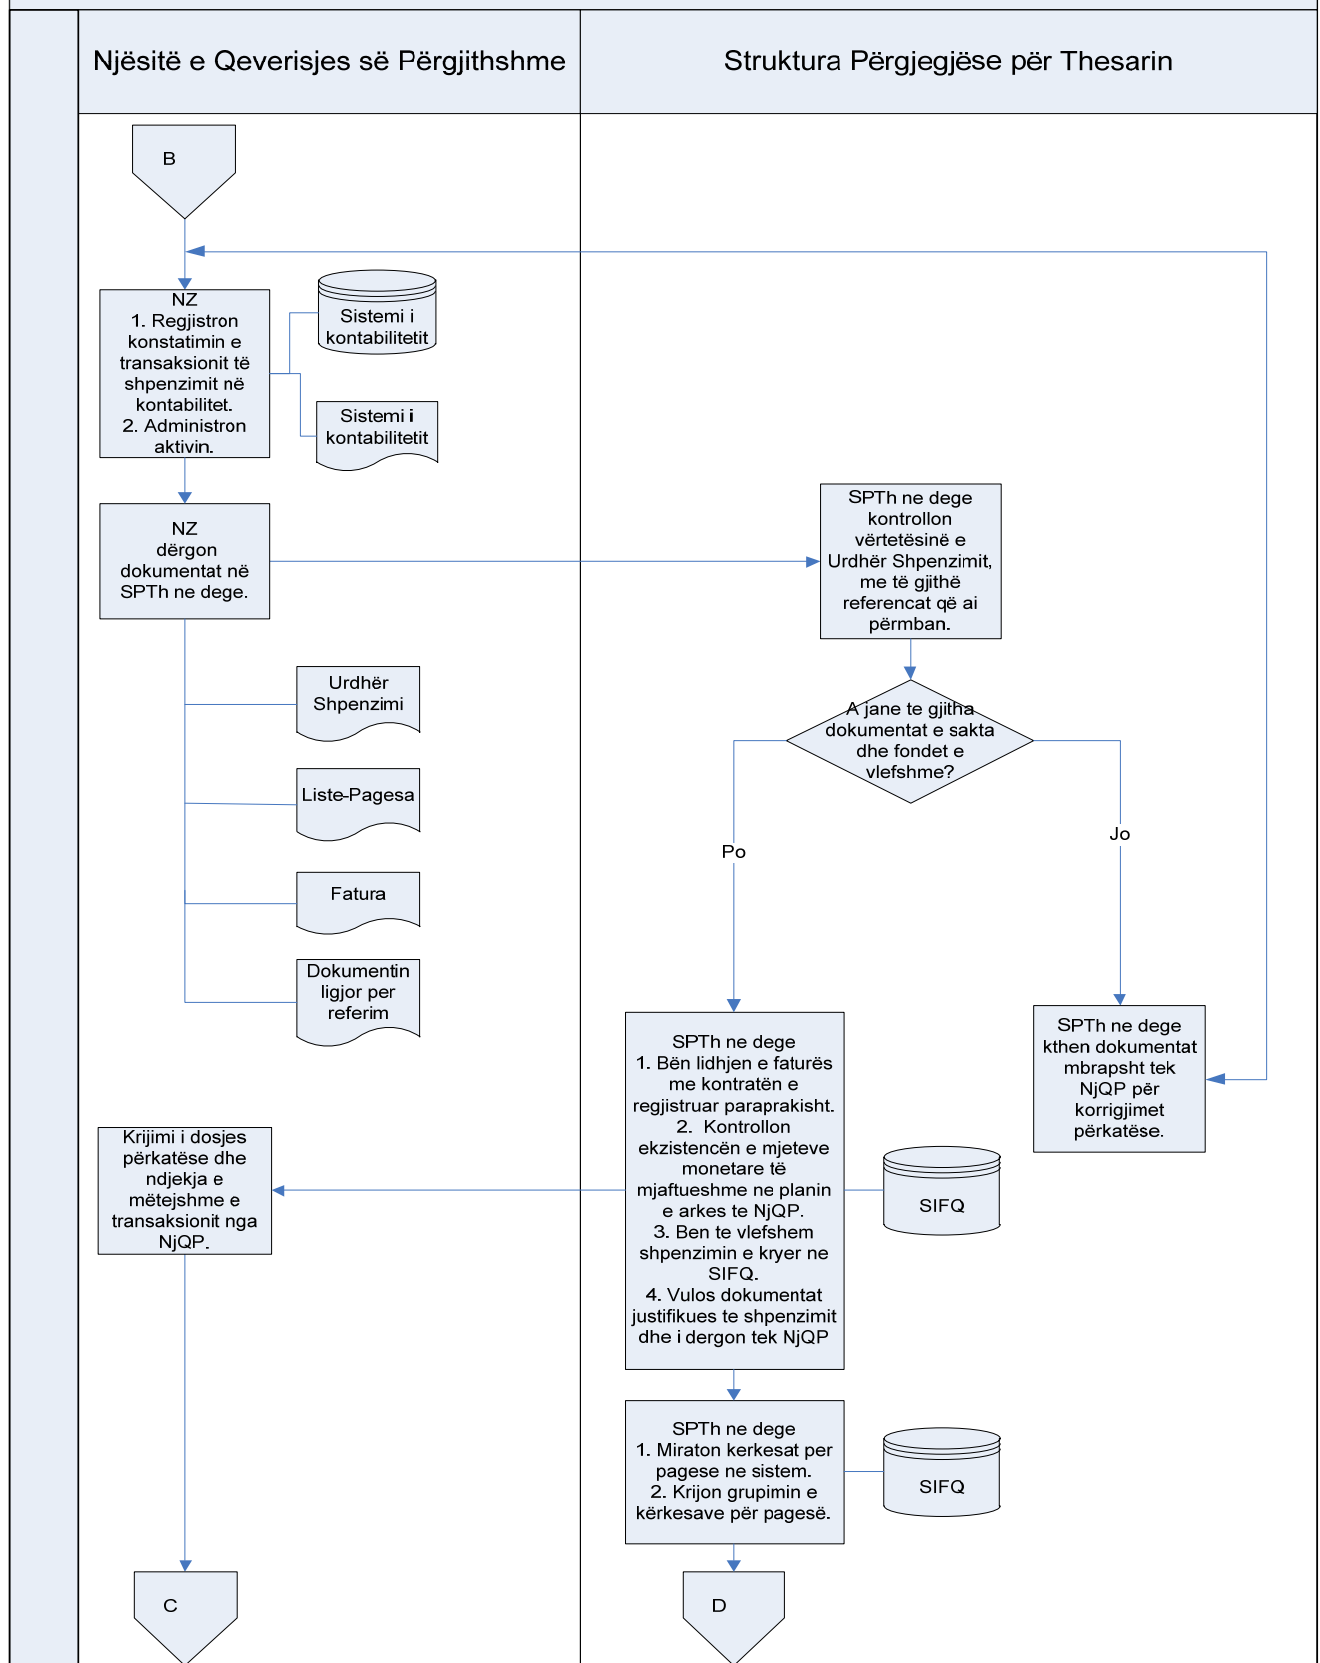 Njësitë e Qeverisjes së Përgjithshme
Struktura Përgjegjëse për Thesarin
B
NZ
1. Regjistron
konstatimin e
transaksionit të
shpenzimit në
kontabilitet.
2. Administron
aktivin.
Sistemi i
kontabilitetit
Sistemi i
kontabilitetit
NZ
dërgon
dokumentat në
SPTh ne dege.
SPTh ne dege
kontrollon
vërtetësinë e
Urdhër Shpenzimit,
me të gjithë
referencat që ai
përmban.
Urdhër
Shpenzimi
Liste-Pagesa
Fatura
Dokumentin
ligjor per
referim
A jane te gjitha
dokumentat e sakta
dhe fondet e
vlefshme?
Po
Jo
SPTh ne dege
1. Bën lidhjen e faturës
me kontratën e
regjistruar paraprakisht.
2. Kontrollon
ekzistencën e mjeteve
monetare të
mjaftueshme ne planin
e arkes te NjQP.
3. Ben te vlefshem
shpenzimin e kryer ne
SIFQ.
4. Vulos dokumentat
justifikues te shpenzimit
dhe i dergon tek NjQP
SPTh ne dege
kthen dokumentat
mbrapsht tek
NjQP për
korrigjimet
përkatëse.
SIFQ
Krijimi i dosjes
përkatëse dhe
ndjekja e
mëtejshme e
transaksionit nga
NjQP.
SPTh ne dege
1. Miraton kerkesat per
pagese ne sistem.
2. Krijon grupimin e
kërkesave për pagesë.
SIFQ
C
D